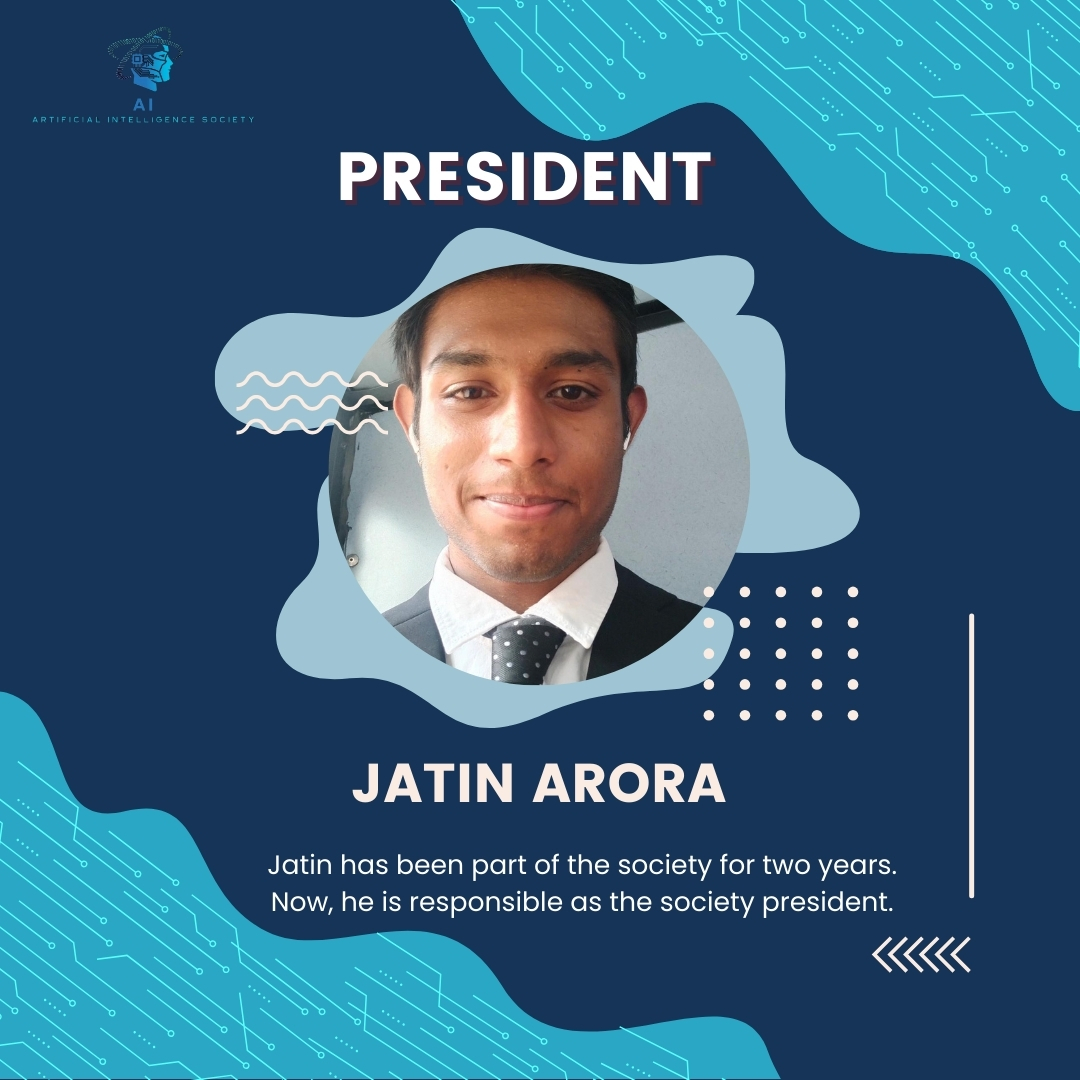 AI
ARTIFICIAL INTELLIGENCE SOCIETY
PRESIDENT
JATIN ARORA
Jatin has been part of the society for two years.
Now, he is responsible as the society president.